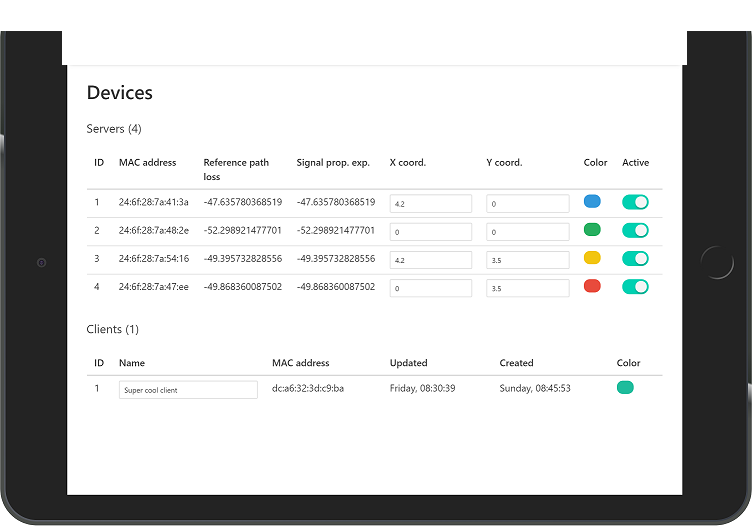 Devices
Servers (4)
ID MAC address Reference path loss Signal prop. exp. X coord. Y coord. Color Active
1 24:6f:28:7a:41:3a -47.635780368519 -47.635780368519 4.2 0
2 24:6f:28:7a:48:2e -52.298921477701 -52.298921477701 0 0
3 24:6f:28:7a:54:16 -49.395732828556 -49.395732828556 4.2 3.5
4 24:6f:28:7a:47:ee -49.868360087502 -49.868360087502 0 3.5
Clients (1)
ID Name MAC address Updated Created Color
1 Super cool client dc:a6:32:3d:c9:ba Friday, 08:30:39 Sunday, 08:45:53